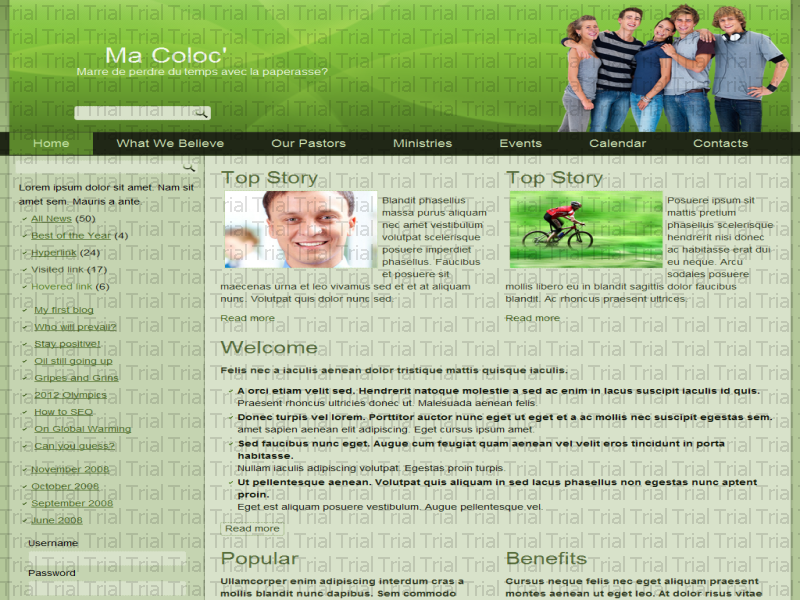 Ma Coloc'
Marre de perdre du temps avec la paperasse?
Home What We Believe Our Pastors Ministries Events Calendar Contacts
Lorem ipsum dolor sit amet. Nam sit
amet sem. Mauris a ante.
All News (50)
Best of the Year (4)
Hyperlink (24)
Visited link (17)
Hovered link (6)
My first blog
Who will prevail?
Stay positive!
Oil still going up
Gripes and Grins
2012 Olympics
How to SEO
On Global Warming
Can you guess?
November 2008
October 2008
September 2008
June 2008
Username
Password
Top Story
Blandit phasellus
massa purus aliquam
nec amet vestibulum
volutpat scelerisque
posuere imperdiet
phasellus. Faucibus
et posuere sit
maecenas urna et leo vivamus sed et et at aliquam
nunc. Volutpat quis dolor nunc sed.
Read more
Top Story
Posuere ipsum sit
mattis pretium
phasellus scelerisque
hendrerit nisi donec
ac habitasse erat dui
eu neque. Arcu
sodales posuere
mollis libero eu in blandit sagittis dolor faucibus
blandit. Ac rhoncus praesent ultrices.
Read more
Welcome
Felis nec a iaculis aenean dolor tristique mattis quisque iaculis.
A orci etiam velit sed. Hendrerit natoque molestie a sed ac enim in lacus suscipit iaculis id quis.
Praesent rhoncus ultricies donec ut. Malesuada aenean felis.
Donec turpis vel lorem. Porttitor auctor nunc eget ut eget et a ac mollis nec suscipit egestas sem.
amet sapien aenean elit adipiscing. Eget cursus ipsum amet.
Sed faucibus nunc eget. Augue cum feugiat quam aenean vel velit eros tincidunt in porta
habitasse.
Nullam iaculis adipiscing volutpat. Egestas proin turpis.
Ut pellentesque aenean. Volutpat quis aliquam in sed lacus phasellus non egestas nunc aptent
proin.
Eget est aliquam posuere vestibulum. Augue pellentesque vel.
Read more
Popular
Ullamcorper enim adipiscing interdum cras a
mollis blandit nunc dapibus. Sem commodo
Benefits
Cursus neque felis nec eget aliquam praesent
montes aenean ut eget leo. At dolor risus vitae